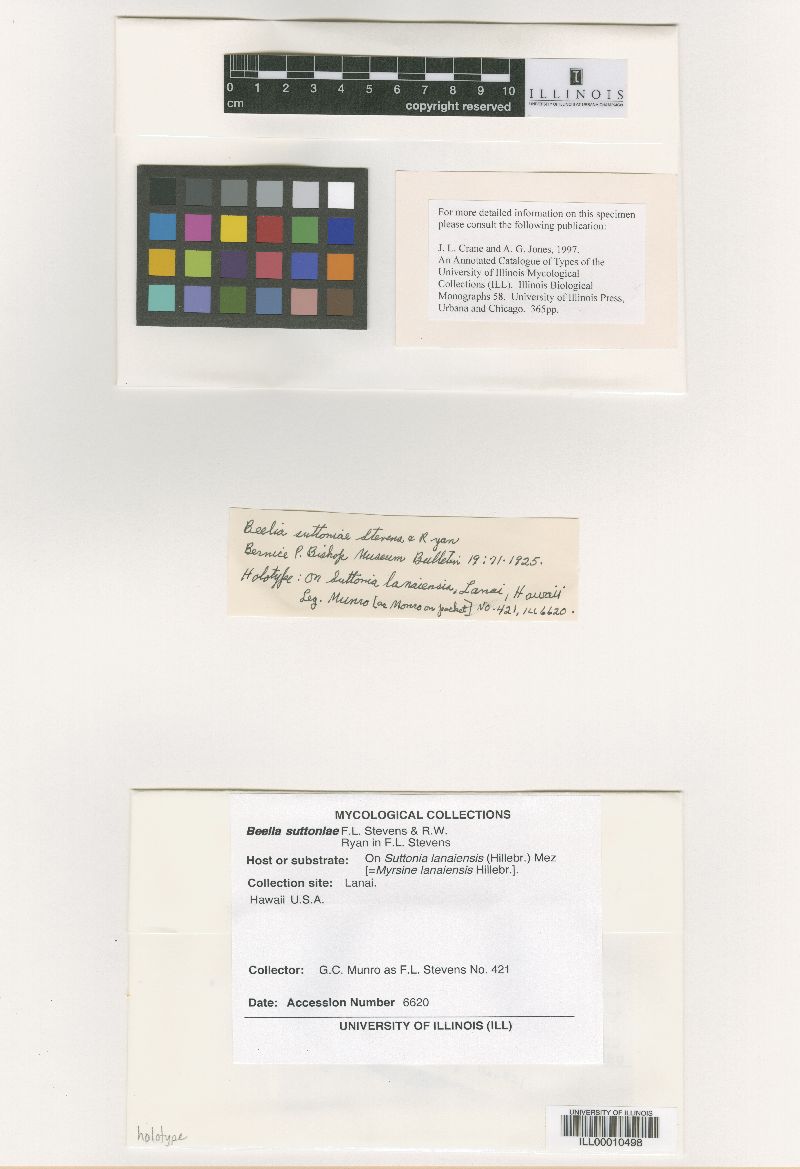 0 1 2 3 4 5 6 7 8 9 10
cm copyright reserved
ILLINOIS
UNIVERSITY OF ILLINOIS AT URBANA-CHAMPAIGN
For more detailed information on this specimen
please consult the following publication:
J. L. Crane and A. G. Jones, 1997.
An Annotated Catalogue of Types of the
University of Illinois Mycological
Collections (ILL). Illinois Biological
Monographs 58. University of Illinois Press,
Urbana and Chicago. 365pp.
Beelia suttoniae Stevens & Ryan
Bernice P. Bishop Museum Bulletin 19:71.1925.
Holotype: On Suttonia lanaiensis, Lanai, Hawaii
Leg. Munro [as Monro on packet] No. 421, ILL 6620.
MYCOLOGICAL COLLECTIONS
Beelia suttoniae F.L. Stevens & R.W.
Ryan in F.L. Stevens
Host or substrate: On Suttonia lanaiensis (Hillebr.) Mez
[=Myrsine lanaiensis Hillebr.].
Collection site: Lanai.
Hawaii U.S.A.
Collector: G.C. Munro as F.L. Stevens No. 421
Date: Accession Number 6620
UNIVERSITY OF ILLINOIS (ILL)
holotype
UNIVERSITY OF ILLINOIS
ILL00010498